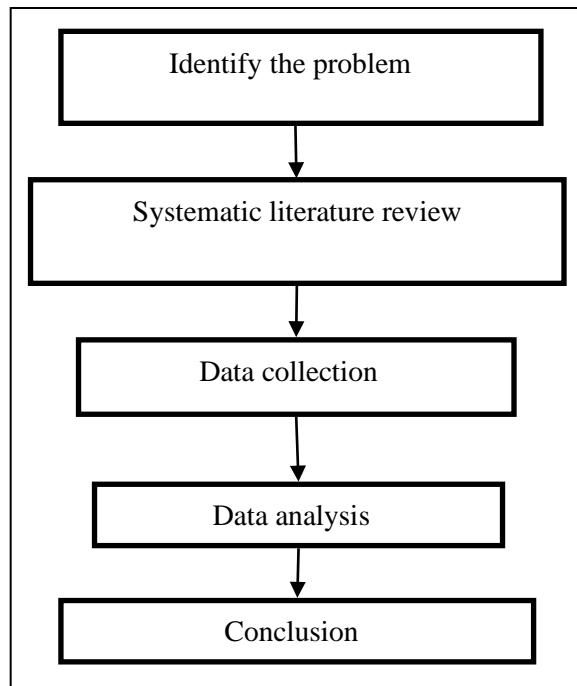 Identify the problem
Systematic literature review
Data collection
Data analysis
Conclusion